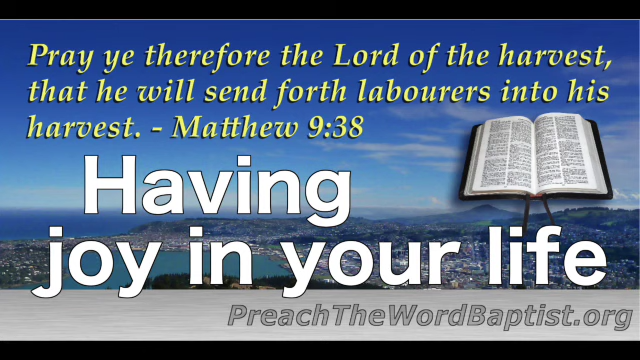 Pray ye therefore the Lord of the harvest,
that he will send forth labourers into his
harvest. - Matthew 9:38
Having
joy in your life
PreachTheWordBaptist.org